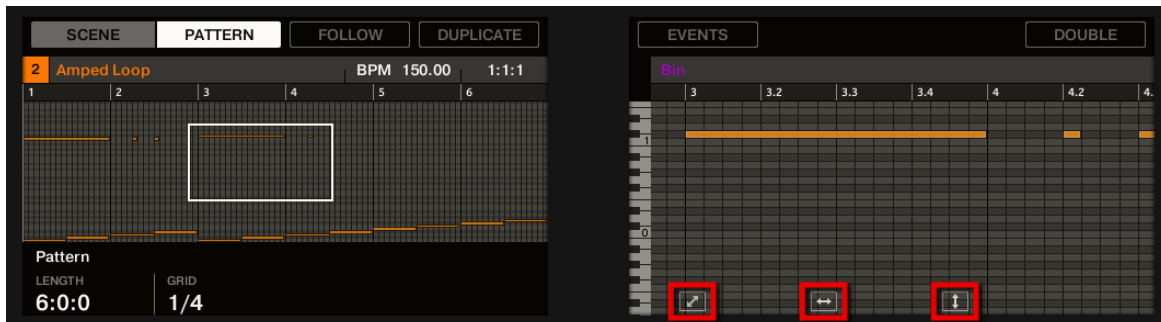 SCENE PATTERN FOLLOW DUPLICATE
2 Amped Loop BPM 150.00 1:1:1
1 2 3 4 5 6
Pattern
LENGTH GRID
6:0:0 1/4
EVENTS DOUBLE
Bin
3 3.2 3.3 3.4 4 4.2 4.
1
0